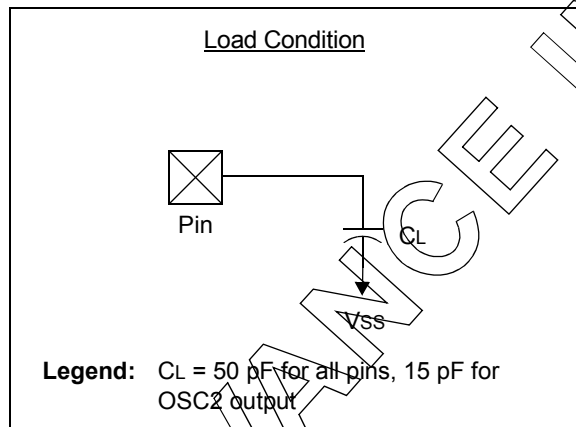 Load Condition
Pin
CL
VSS
Legend: CL = 50 pF for all pins, 15 pF for
OSC2 output